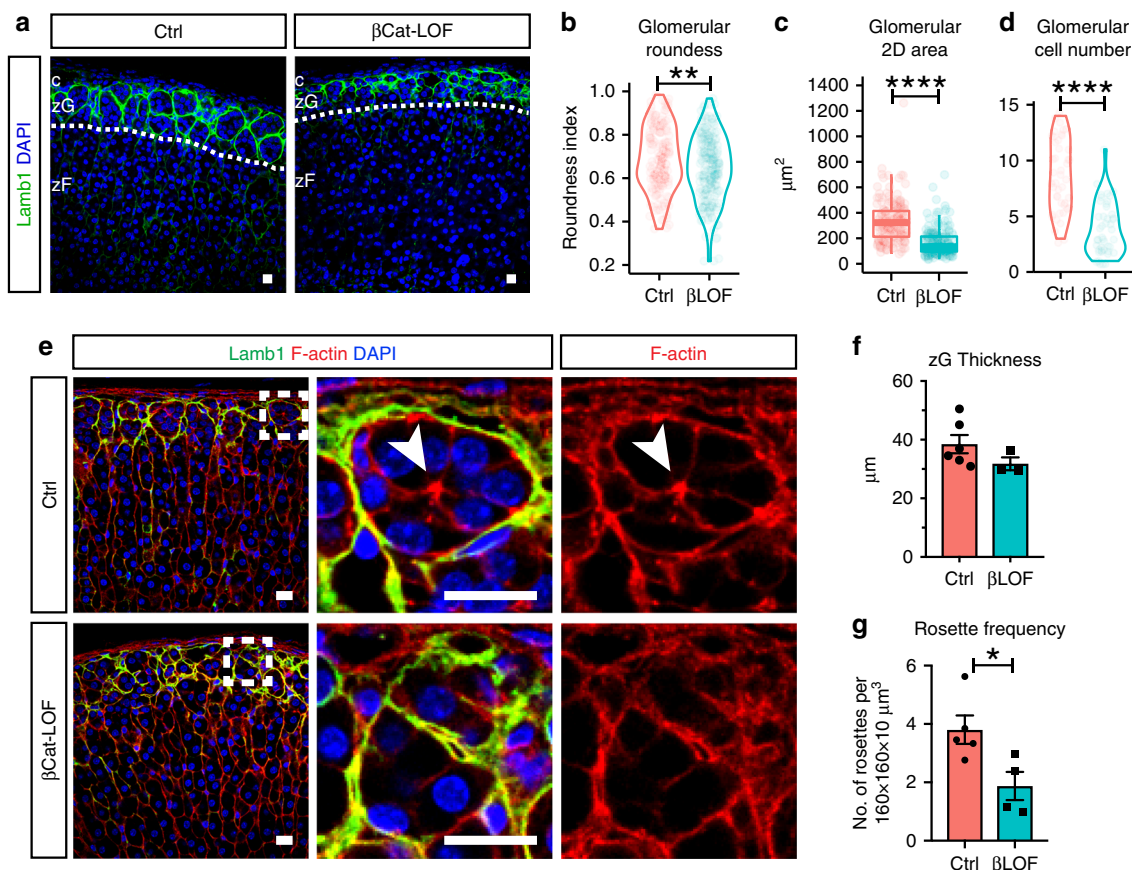 a
Ctrl
βCat-LOF
Lamb1 DAPI
c
zG
zF
c
zG
b
Glomerular
roundess
**
Roundness index
1.0
0.8
0.6
0.4
0.2
Ctrl βLOF
c
Glomerular
2D area
****
μm²
1400
1200
1000
800
600
400
200
0
Ctrl βLOF
d
Glomerular
cell number
****
15
10
5
0
Ctrl βLOF
e
Lamb1 F-actin DAPI
F-actin
Ctrl
βCat-LOF
f
zG Thickness
μm
60
40
20
0
Ctrl βLOF
g
Rosette frequency
*
No. of rosettes per
160×160×10 μm³
6
4
2
0
Ctrl βLOF